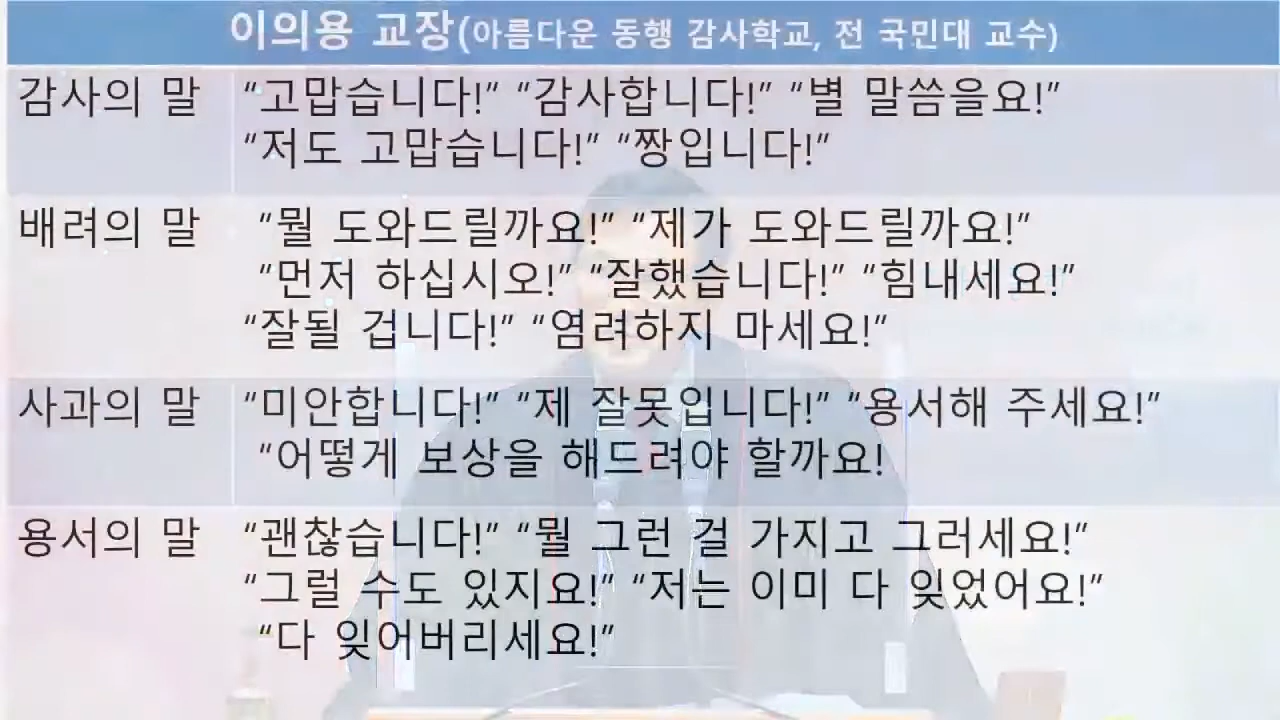 이의용 교장(아름다운 동행 감사학교, 전 국민대 교수)
감사의 말 “고맙습니다!” “감사합니다!” “별 말씀을요!”
“저도 고맙습니다!” “짱입니다!”
배려의 말 “뭘 도와드릴까요!” “제가 도와드릴까요!”
“먼저 하십시오!” “잘했습니다!” “힘내세요!”
“잘될 겁니다!” “염려하지 마세요!”
사과의 말 “미안합니다!” “제 잘못입니다!” “용서해 주세요!”
“어떻게 보상을 해드려야 할까요!
용서의 말 “괜찮습니다!” “뭘 그런 걸 가지고 그러세요!”
“그럴 수도 있지요!” “저는 이미 다 잊었어요!”
“다 잊어버리세요!”